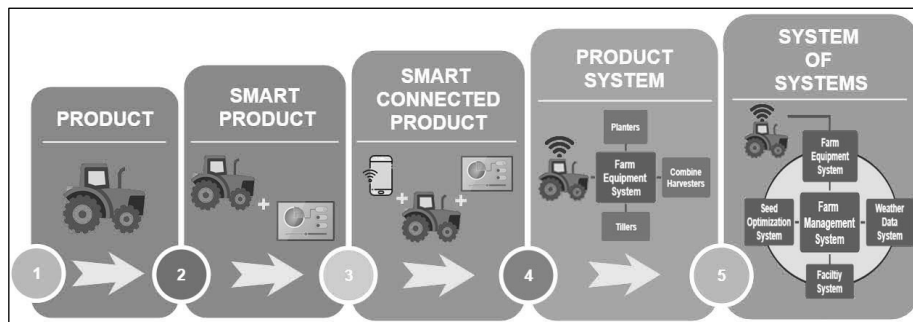 PRODUCT
SMART
PRODUCT
SMART
CONNECTED
PRODUCT
PRODUCT
SYSTEM
Planters
Farm
Equipment
System
Combine
Harvesters
Tillers
SYSTEM
OF
SYSTEMS
Farm
Equipment
System
Seed
Optimization
System
Farm
Management
System
Weather
Data
System
Faciltiy
System
1
2
3
4
5